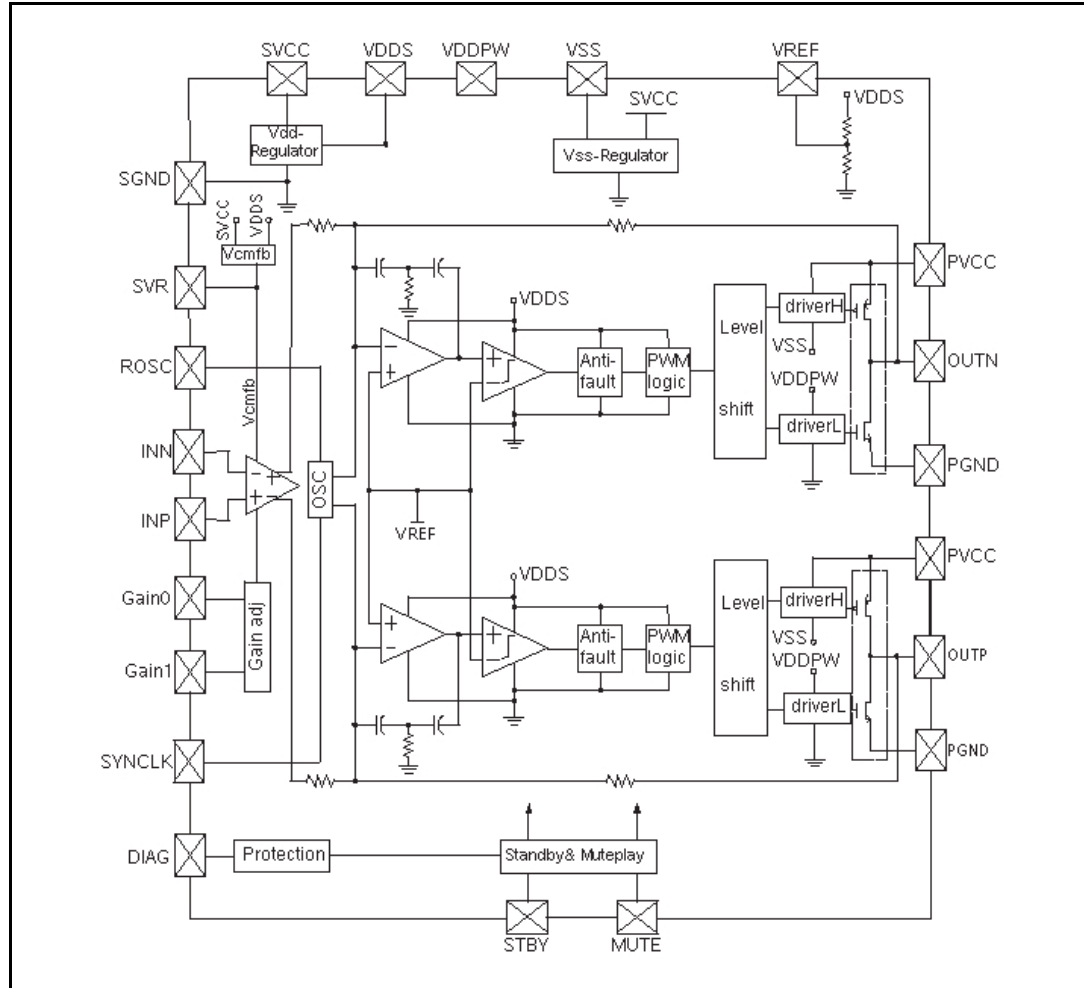 SVCC
VDDS
VDDPW
VSS
VREF
SVCC
VDDS
Vdd-
Regulator
Vss-Regulator
SGND
SVCC
VDDS
Vcmfb
SVR
PVCC
VDDS
driverH
Level
shift
VSS
ROSC
Anti-
fault
PWM
logic
OUTN
VDDPW
Vcmfb
driverL
INN
PGND
OSC
INP
VREF
PVCC
VDDS
Gain0
Level
shift
driverH
Anti-
fault
PWM
logic
VSS
Gain adj
OUTP
Gain1
VDDPW
driverL
SYNCLK
PGND
DIAG
Protection
Standby& Muteplay
STBY
MUTE